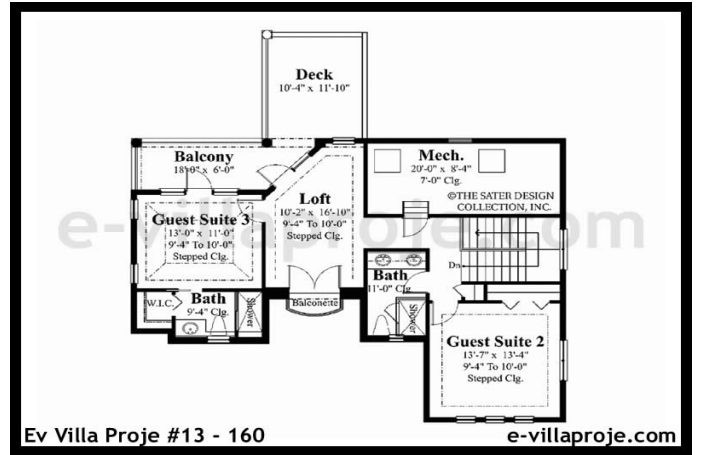 Deck
10'-4" x 11'-10"
Balcony
18'-0" x 6'-0"
Mech.
20'-0" x 8'-4"
7'-0" Clg.
©THE SATER DESIGN
COLLECTION, INC.
Loft
10'-2" x 16'-10"
9'-4" To 10'-0"
Stepped Clg.
Guest Suite 3
13'-0" x 11'-0"
9'-4" To 10'-0"
Stepped Clg.
e-villaproje.com
Dn
Bath
11'-0" Clg.
W.I.C.
Bath
9'-4" Clg.
Shower
Balconette
Shower
Guest Suite 2
13'-7" x 13'-4"
9'-4" To 10'-0"
Stepped Clg.
Ev Villa Proje #13 - 160
e-villaproje.com